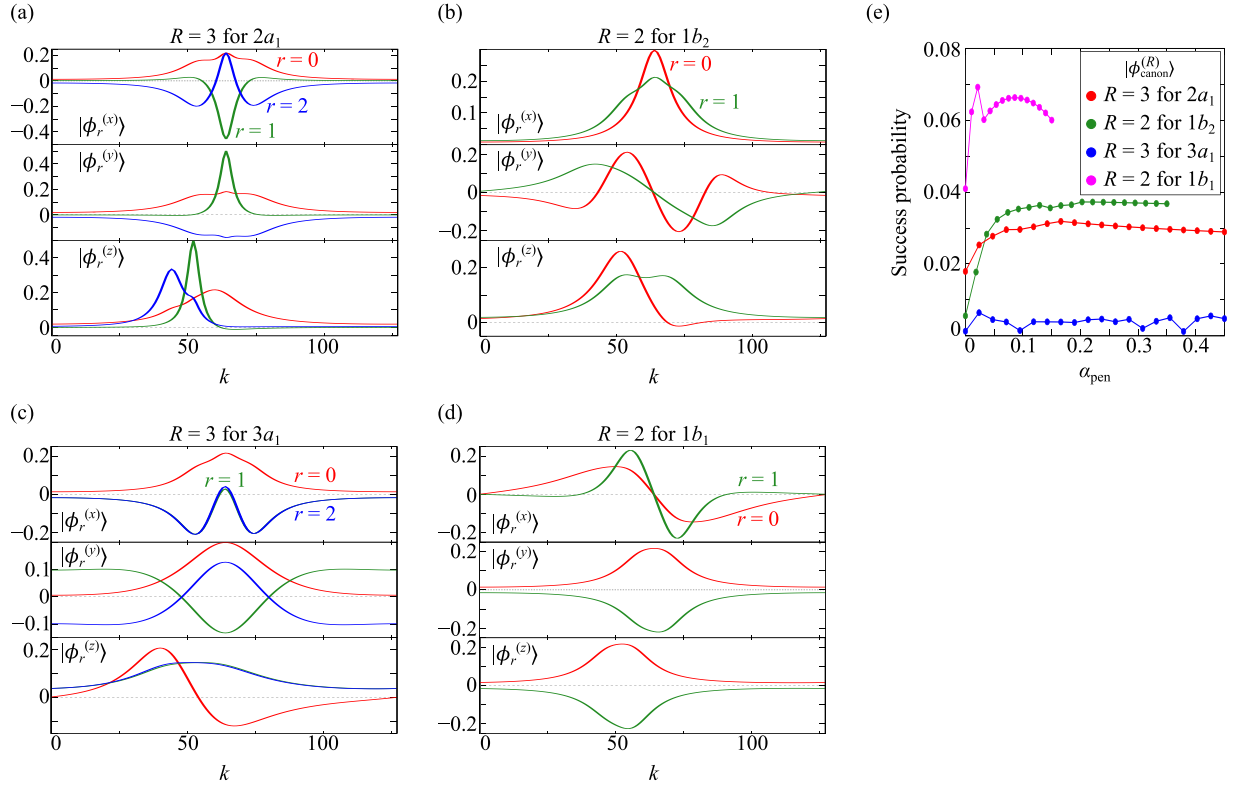 (a)
R = 3 for 2a₁
0.2
0
−0.2
−0.4
r = 0
r = 2
r = 1
|ϕᵣ⁽ˣ⁾⟩
0.4
0.2
0
|ϕᵣ⁽ʸ⁾⟩
0.4
0.2
0
|ϕᵣ⁽ᶻ⁾⟩
0
50
100
k
(b)
R = 2 for 1b₂
0.2
0.1
r = 0
r = 1
|ϕᵣ⁽ˣ⁾⟩
0.2
0
−0.2
|ϕᵣ⁽ʸ⁾⟩
0.2
0
|ϕᵣ⁽ᶻ⁾⟩
0
50
100
k
(c)
R = 3 for 3a₁
0.2
0
−0.2
r = 0
r = 1
r = 2
|ϕᵣ⁽ˣ⁾⟩
0.1
0
−0.1
|ϕᵣ⁽ʸ⁾⟩
0.2
0
|ϕᵣ⁽ᶻ⁾⟩
0
50
100
k
(d)
R = 2 for 1b₁
0.2
0
−0.2
r = 1
r = 0
|ϕᵣ⁽ˣ⁾⟩
0.2
0
−0.2
|ϕᵣ⁽ʸ⁾⟩
0.2
0
−0.2
|ϕᵣ⁽ᶻ⁾⟩
0
50
100
k
(e)
0.08
0.06
0.04
0.02
0
Success probability
|ϕ_canon^(R)⟩
R = 3 for 2a₁
R = 2 for 1b₂
R = 3 for 3a₁
R = 2 for 1b₁
0
0.1
0.2
0.3
0.4
α_pen